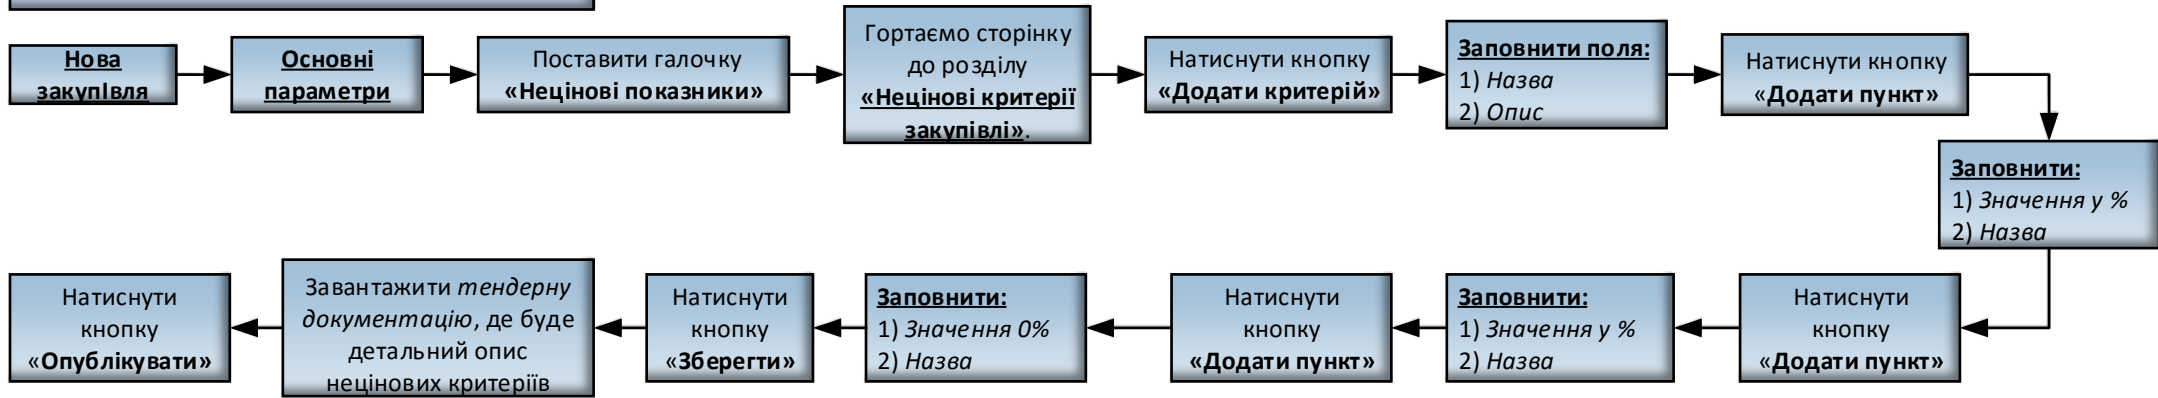 Нова
закупівля
Основні
параметри
Поставити галочку
«Нецінові показники»
Гортаємо сторінку
до розділу
«Нецінові критерії
закупівлі».
Натиснути кнопку
«Додати критерій»
Заповнити поля:
1) Назва
2) Опис
Натиснути кнопку
«Додати пункт»
Заповнити:
1) Значення у %
2) Назва
Натиснути
кнопку
«Додати пункт»
Заповнити:
1) Значення у %
2) Назва
Натиснути
кнопку
«Додати пункт»
Заповнити:
1) Значення 0%
2) Назва
Натиснути
кнопку
«Зберегти»
Завантажити тендерну
документацію, де буде
детальний опис
нецінових критеріїв
Натиснути
кнопку
«Опублікувати»